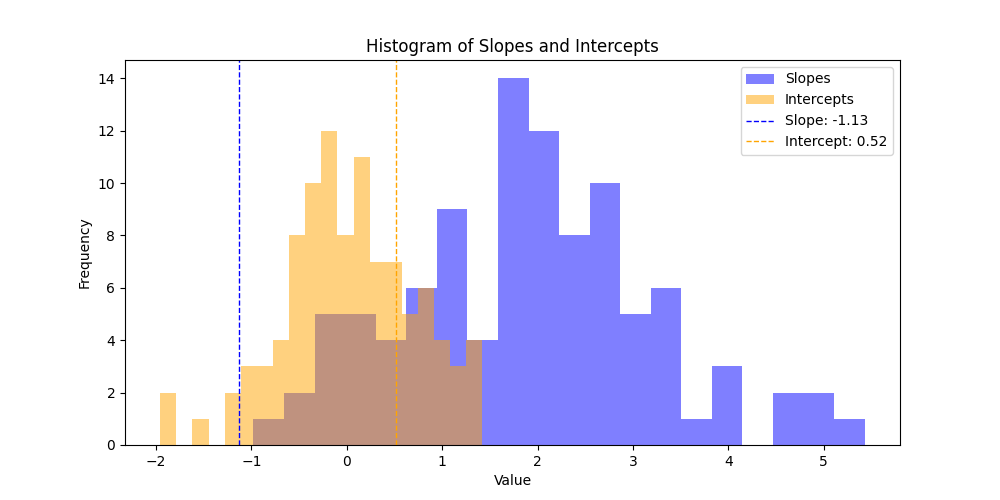 Histogram of Slopes and Intercepts
Slopes
Intercepts
Slope: -1.13
Intercept: 0.52
Frequency
14
12
10
8
6
4
2
0
−2
−1
0
1
2
3
4
5
Value